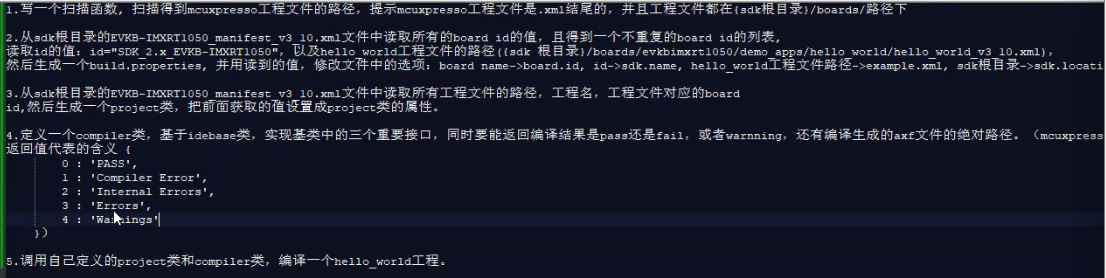 1.写一个扫描函数, 扫描得到mcuxpresso工程文件的路径, 提示mcuxpresso工程文件是.xml结尾的, 并且工程文件都在{sdk根目录}/boards/路径下
2.从sdk根目录的EVKB-IMXRT1050_manifest_v3_10.xml文件中读取所有的board id的值, 且得到一个不重复的board id的列表,
读取id的值: id="SDK_2.x_EVKB-IMXRT1050", 以及hello_world工程文件的路径({sdk 根目录}/boards/evkbimxrt1050/demo_apps/hello_world/hello_world_v3_10.xml),
然后生成一个build.properties, 并用读到的值, 修改文件中的选项: board name->board.id, id->sdk.name, hello_world工程文件路径->example.xml, sdk根目录->sdk.locati
3.从sdk根目录的EVKB-IMXRT1050_manifest_v3_10.xml文件中读取所有工程文件的路径, 工程名, 工程文件对应的board
id,然后生成一个project类, 把前面获取的值设置成project类的属性。
4.定义一个compiler类, 基于idebase类, 实现基类中的三个重要接口, 同时要能返回编译结果是pass还是fail, 或者warnning, 还有编译生成的axf文件的绝对路径。 (mcuxpress
返回值代表的含义 {
0 : 'PASS',
1 : 'Compiler Error',
2 : 'Internal Errors',
3 : 'Errors',
4 : 'Warnings'
})
5.调用自己定义的project类和compiler类, 编译一个hello_world工程。